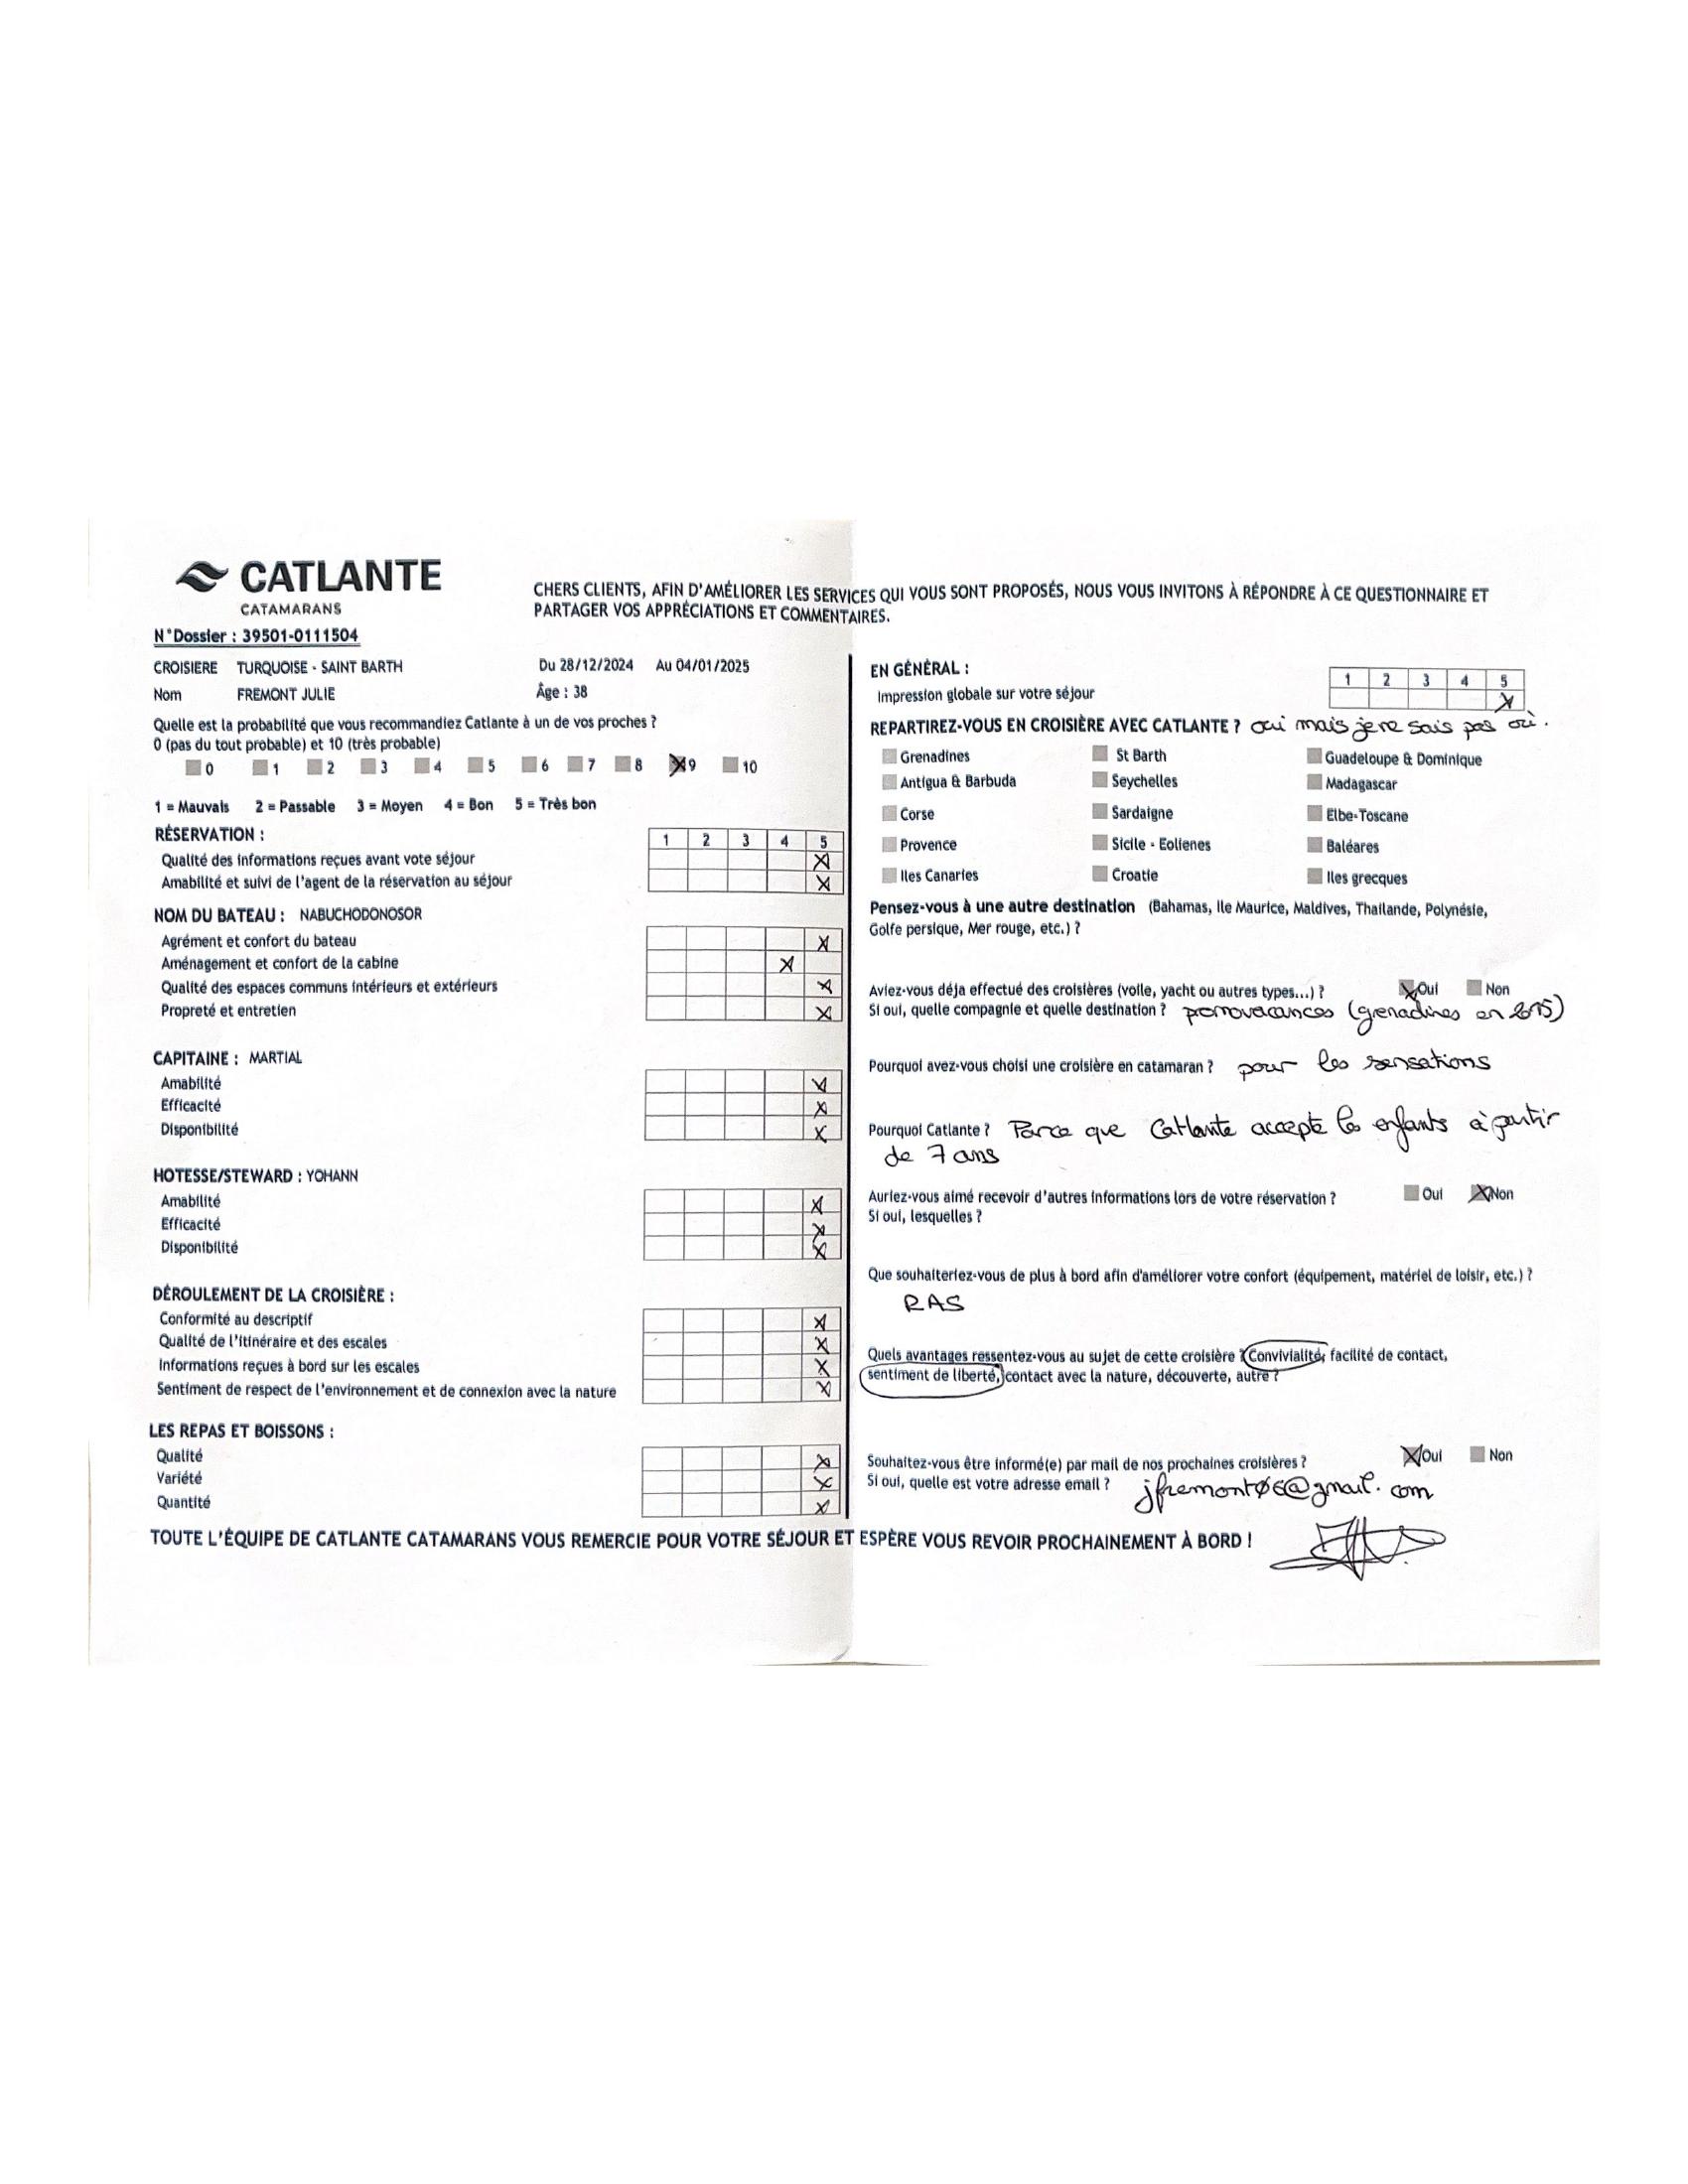 CATLANTE
CATAMARANS
CHERS CLIENTS, AFIN D'AMÉLIORER LES SERVICES QUI VOUS SONT PROPOSÉS, NOUS VOUS INVITONS À RÉPONDRE À CE QUESTIONNAIRE ET
PARTAGER VOS APPRÉCIATIONS ET COMMENTAIRES.
N°Dossier : 39501-0111504
CROISIERE TURQUOISE - SAINT BARTH Du 28/12/2024 Au 04/01/2025
Nom FREMONT JULIE Âge : 38
Quelle est la probabilité que vous recommandiez Catlante à un de vos proches ?
0 (pas du tout probable) et 10 (très probable)
0 1 2 3 4 5 6 7 8 9 10
1 = Mauvais 2 = Passable 3 = Moyen 4 = Bon 5 = Très bon
RÉSERVATION : 1 2 3 4 5
Qualité des informations reçues avant vote séjour
Amabilité et suivi de l'agent de la réservation au séjour
NOM DU BATEAU : NABUCHODONOSOR
Agrément et confort du bateau
Aménagement et confort de la cabine
Qualité des espaces communs intérieurs et extérieurs
Propreté et entretien
CAPITAINE : MARTIAL
Amabilité
Efficacité
Disponibilité
HOTESSE/STEWARD : YOHANN
Amabilité
Efficacité
Disponibilité
DÉROULEMENT DE LA CROISIÈRE :
Conformité au descriptif
Qualité de l'itinéraire et des escales
Informations reçues à bord sur les escales
Sentiment de respect de l'environnement et de connexion avec la nature
LES REPAS ET BOISSONS :
Qualité
Variété
Quantité
EN GÉNÉRAL : 1 2 3 4 5
Impression globale sur votre séjour
REPARTIREZ-VOUS EN CROISIÈRE AVEC CATLANTE ? oui mais je ne sais pas où.
Grenadines St Barth Guadeloupe & Dominique
Antigua & Barbuda Seychelles Madagascar
Corse Sardaigne Elbe-Toscane
Provence Sicile - Eoliennes Baléares
Iles Canaries Croatie Iles grecques
Pensez-vous à une autre destination (Bahamas, Ile Maurice, Maldives, Thaïlande, Polynésie,
Golfe persique, Mer rouge, etc.) ?
Aviez-vous déja effectué des croisières (voile, yacht ou autres types...) ? Oui Non
Si oui, quelle compagnie et quelle destination ? (grenadines en 2015)
Pourquoi avez-vous choisi une croisière en catamaran ? pour les sensations
Pourquoi Catlante ? Parce que Catlante accepte les enfants à partir
de 7 ans
Auriez-vous aimé recevoir d'autres informations lors de votre réservation ? Oui Non
Si oui, lesquelles ?
Que souhaiteriez-vous de plus à bord afin d'améliorer votre confort (équipement, matériel de loisir, etc.) ?
RAS
Quels avantages ressentez-vous au sujet de cette croisière ? Convivialité, facilité de contact,
sentiment de liberté, contact avec la nature, découverte, autre ?
Souhaitez-vous être informé(e) par mail de nos prochaines croisières ? Oui Non
Si oui, quelle est votre adresse email ? jfremont06@gmail.com
TOUTE L'ÉQUIPE DE CATLANTE CATAMARANS VOUS REMERCIE POUR VOTRE SÉJOUR ET ESPÈRE VOUS REVOIR PROCHAINEMENT À BORD !